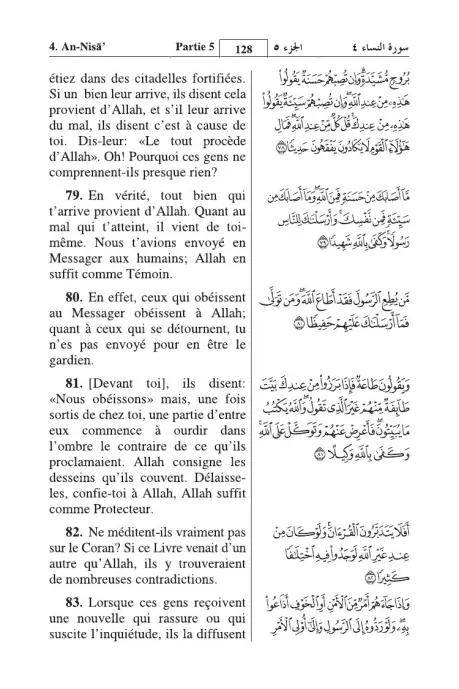 4. An-Nisā’ Partie 5 128 الجزء ٥ سورة النساء ٤
étiez dans des citadelles fortifiées.
Si un bien leur arrive, ils disent cela
provient d’Allah, et s’il leur arrive
du mal, ils disent c’est à cause de
toi. Dis-leur: «Le tout procède
d’Allah». Oh! Pourquoi ces gens ne
comprennent-ils presque rien?
79. En vérité, tout bien qui
t’arrive provient d’Allah. Quant au
mal qui t’atteint, il vient de toi-
même. Nous t’avions envoyé en
Messager aux humains; Allah en
suffit comme Témoin.
80. En effet, ceux qui obéissent
au Messager obéissent à Allah;
quant à ceux qui se détournent, tu
n’es pas envoyé pour en être le
gardien.
81. [Devant toi], ils disent:
«Nous obéissons» mais, une fois
sortis de chez toi, une partie d’entre
eux commence à ourdir dans
l’ombre le contraire de ce qu’ils
proclamaient. Allah consigne les
desseins qu’ils couvent. Délaisse-
les, confie-toi à Allah, Allah suffit
comme Protecteur.
82. Ne méditent-ils vraiment pas
sur le Coran? Si ce Livre venait d’un
autre qu’Allah, ils y trouveraient
de nombreuses contradictions.
83. Lorsque ces gens reçoivent
une nouvelle qui rassure ou qui
suscite l’inquiétude, ils la diffusent
بُرُوجٍ مُّشَيَّدَةٍ وَإِن تُصِبْهُمْ حَسَنَةٌ يَقُولُوا۟
هَـٰذِهِۦ مِنْ عِندِ ٱللَّهِ وَإِن تُصِبْهُمْ سَيِّئَةٌ يَقُولُوا۟
هَـٰذِهِۦ مِنْ عِندِكَ قُلْ كُلٌّ مِّنْ عِندِ ٱللَّهِ فَمَالِ
هَـٰٓؤُلَآءِ ٱلْقَوْمِ لَا يَكَادُونَ يَفْقَهُونَ حَدِيثًا ٧٨
مَّآ أَصَابَكَ مِنْ حَسَنَةٍ فَمِنَ ٱللَّهِ وَمَآ أَصَابَكَ مِن
سَيِّئَةٍ فَمِن نَّفْسِكَ وَأَرْسَلْنَـٰكَ لِلنَّاسِ
رَسُولًا وَكَفَىٰ بِٱللَّهِ شَهِيدًا ٧٩
مَّن يُطِعِ ٱلرَّسُولَ فَقَدْ أَطَاعَ ٱللَّهَ وَمَن تَوَلَّىٰ
فَمَآ أَرْسَلْنَـٰكَ عَلَيْهِمْ حَفِيظًا ٨٠
وَيَقُولُونَ طَاعَةٌ فَإِذَا بَرَزُوا۟ مِنْ عِندِكَ بَيَّتَ
طَآئِفَةٌ مِّنْهُمْ غَيْرَ ٱلَّذِى تَقُولُ وَٱللَّهُ يَكْتُبُ
مَا يُبَيِّتُونَ فَأَعْرِضْ عَنْهُمْ وَتَوَكَّلْ عَلَى ٱللَّهِ
وَكَفَىٰ بِٱللَّهِ وَكِيلًا ٨١
أَفَلَا يَتَدَبَّرُونَ ٱلْقُرْءَانَ وَلَوْ كَانَ مِنْ
عِندِ غَيْرِ ٱللَّهِ لَوَجَدُوا۟ فِيهِ ٱخْتِلَـٰفًا
كَثِيرًا ٨٢
وَإِذَا جَآءَهُمْ أَمْرٌ مِّنَ ٱلْأَمْنِ أَوِ ٱلْخَوْفِ أَذَاعُوا۟
بِهِۦ وَلَوْ رَدُّوهُ إِلَى ٱلرَّسُولِ وَإِلَىٰٓ أُو۟لِى ٱلْأَمْرِ